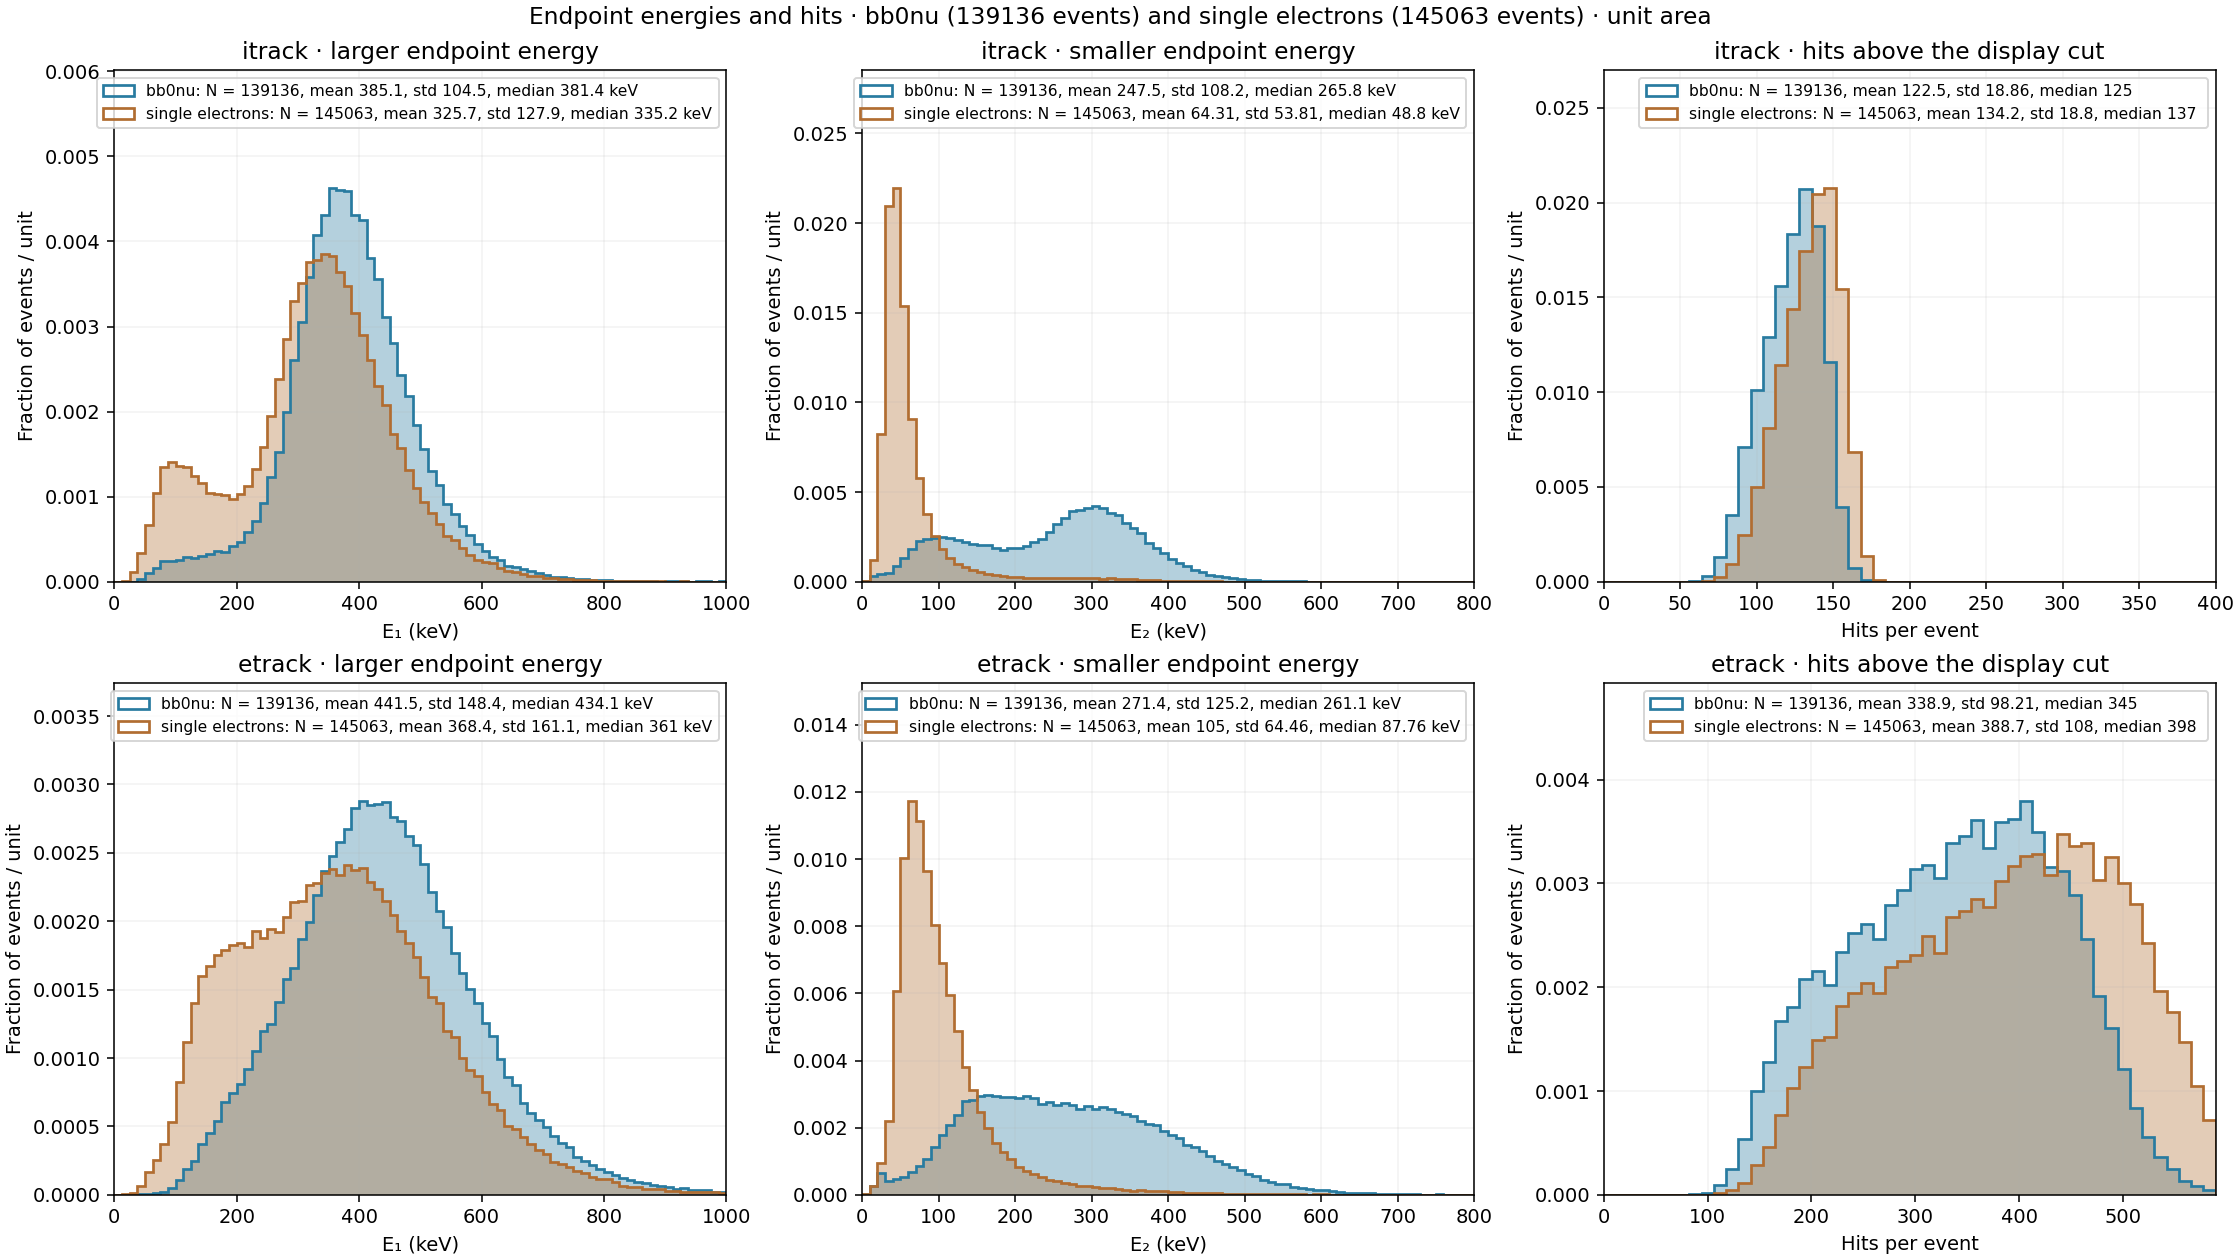 Endpoint energies and hits · bb0nu (139136 events) and single electrons (145063 events) · unit area
itrack · larger endpoint energy
bb0nu: N = 139136, mean 385.1, std 104.5, median 381.4 keV
single electrons: N = 145063, mean 325.7, std 127.9, median 335.2 keV
Fraction of events / unit
0.006
0.005
0.004
0.003
0.002
0.001
0.000
0 200 400 600 800 1000
E₁ (keV)
itrack · smaller endpoint energy
bb0nu: N = 139136, mean 247.5, std 108.2, median 265.8 keV
single electrons: N = 145063, mean 64.31, std 53.81, median 48.8 keV
Fraction of events / unit
0.025
0.020
0.015
0.010
0.005
0.000
0 100 200 300 400 500 600 700 800
E₂ (keV)
itrack · hits above the display cut
bb0nu: N = 139136, mean 122.5, std 18.86, median 125
single electrons: N = 145063, mean 134.2, std 18.8, median 137
Fraction of events / unit
0.025
0.020
0.015
0.010
0.005
0.000
0 50 100 150 200 250 300 350 400
Hits per event
etrack · larger endpoint energy
bb0nu: N = 139136, mean 441.5, std 148.4, median 434.1 keV
single electrons: N = 145063, mean 368.4, std 161.1, median 361 keV
Fraction of events / unit
0.0035
0.0030
0.0025
0.0020
0.0015
0.0010
0.0005
0.0000
0 200 400 600 800 1000
E₁ (keV)
etrack · smaller endpoint energy
bb0nu: N = 139136, mean 271.4, std 125.2, median 261.1 keV
single electrons: N = 145063, mean 105, std 64.46, median 87.76 keV
Fraction of events / unit
0.014
0.012
0.010
0.008
0.006
0.004
0.002
0.000
0 100 200 300 400 500 600 700 800
E₂ (keV)
etrack · hits above the display cut
bb0nu: N = 139136, mean 338.9, std 98.21, median 345
single electrons: N = 145063, mean 388.7, std 108, median 398
Fraction of events / unit
0.004
0.003
0.002
0.001
0.000
0 100 200 300 400 500
Hits per event